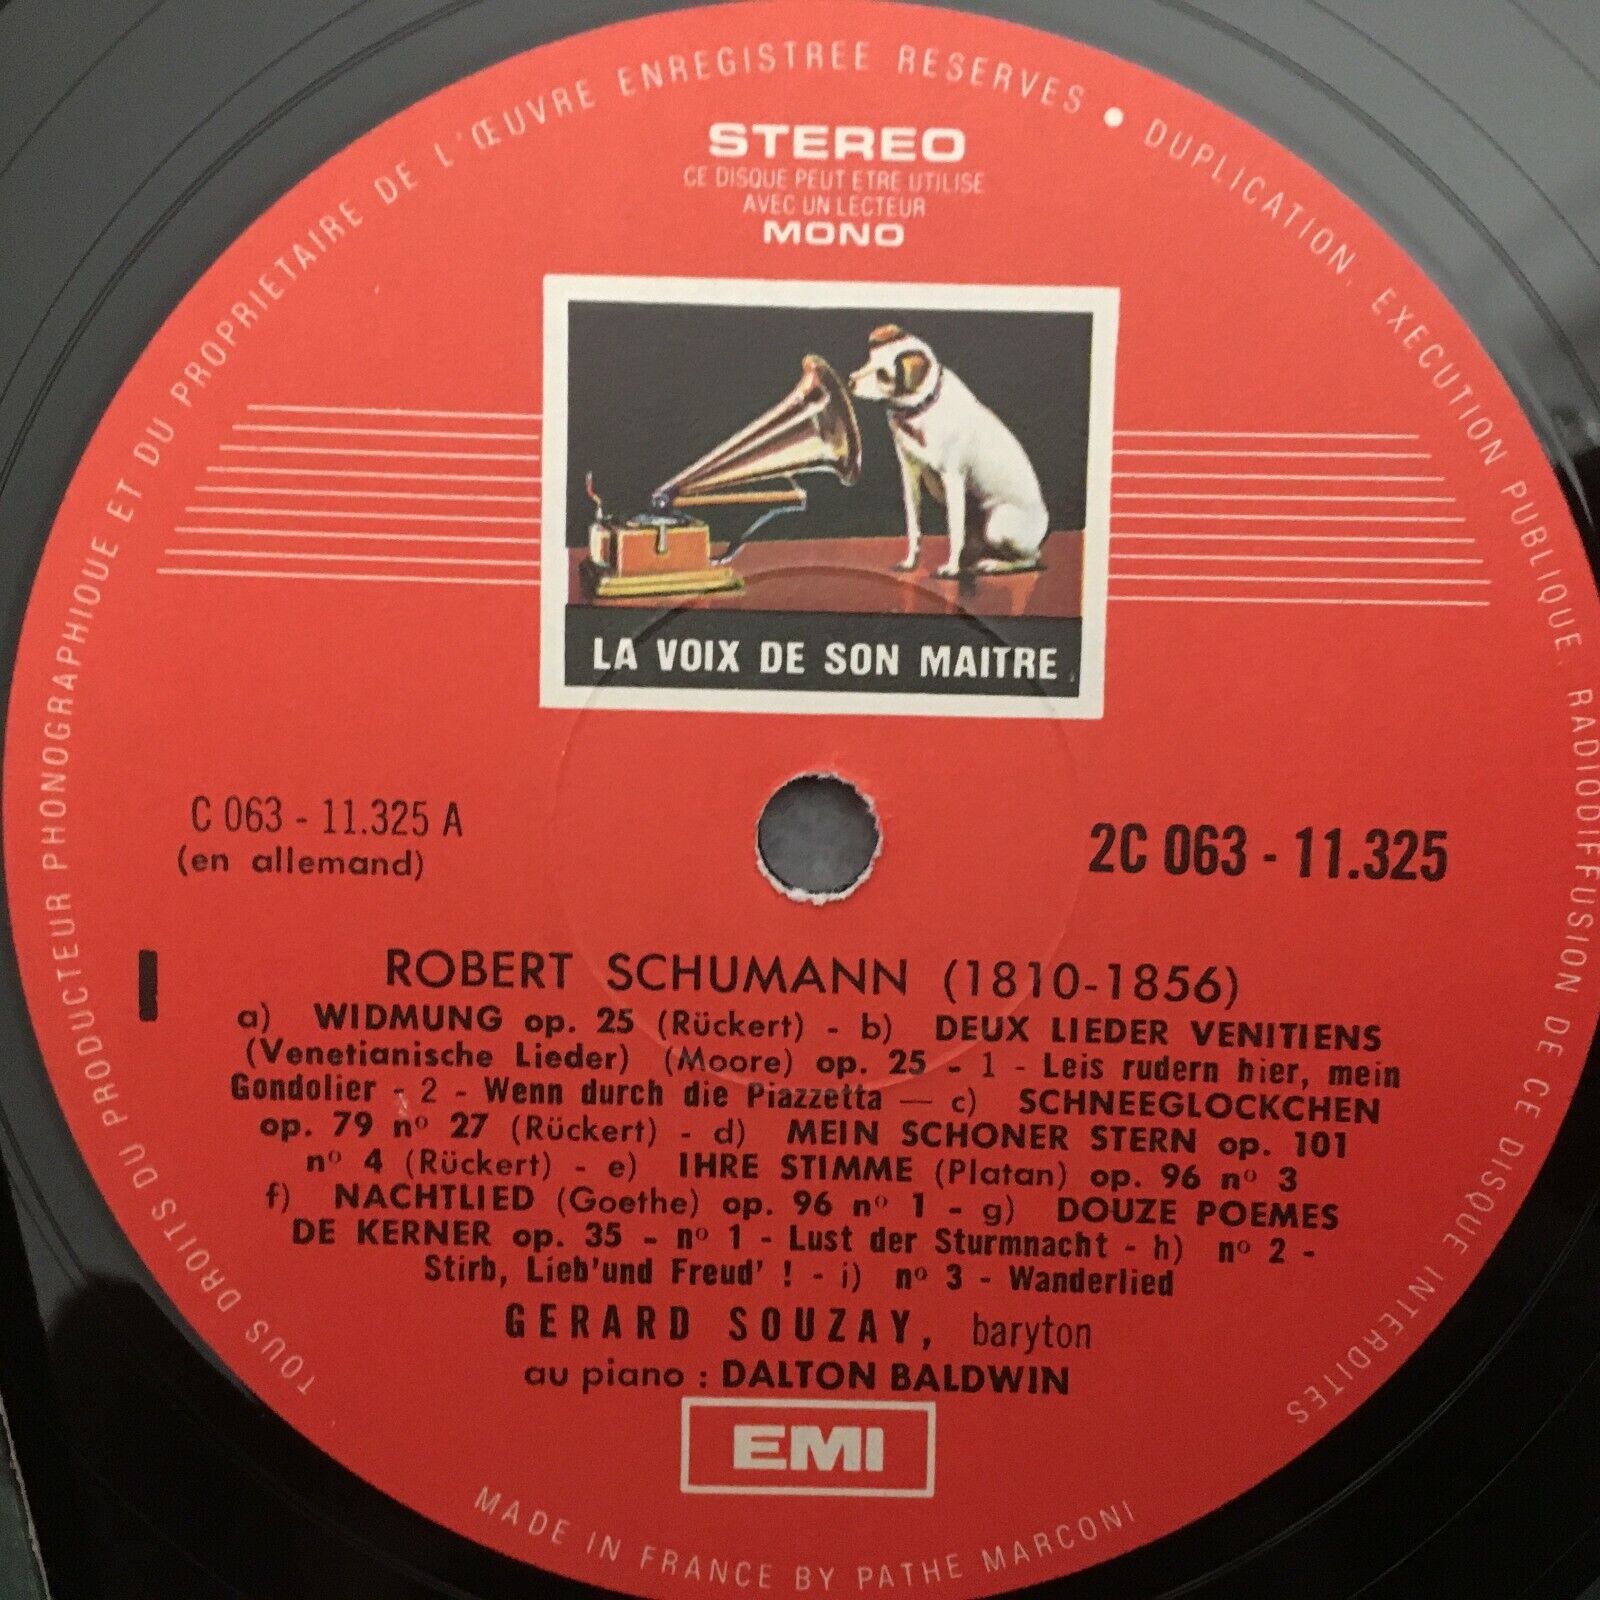 TOUS DROITS DU PRODUCTEUR PHONOGRAPHIQUE ET DU PROPRIETAIRE DE L'ŒUVRE ENREGISTREE RESERVES • DUPLICATION, EXECUTION PUBLIQUE, RADIODIFFUSION DE CE DISQUE INTERDITES
STEREO
CE DISQUE PEUT ETRE UTILISE
AVEC UN LECTEUR
MONO
LA VOIX DE SON MAITRE
C 063 - 11.325 A
(en allemand)
2C 063 - 11.325
I
ROBERT SCHUMANN (1810-1856)
a) WIDMUNG op. 25 (Rückert) - b) DEUX LIEDER VENITIENS
(Venetianische Lieder) (Moore) op. 25 - 1 - Leis rudern hier, mein
Gondolier - 2 - Wenn durch die Piazzetta — c) SCHNEEGLOCKCHEN
op. 79 nº 27 (Rückert) - d) MEIN SCHONER STERN op. 101
nº 4 (Rückert) - e) IHRE STIMME (Platan) op. 96 nº 3
f) NACHTLIED (Goethe) op. 96 nº 1 - g) DOUZE POEMES
DE KERNER op. 35 - nº 1 - Lust der Sturmnacht - h) nº 2 -
Stirb, Lieb'und Freud' ! - i) nº 3 - Wanderlied
GERARD SOUZAY, baryton
au piano : DALTON BALDWIN
EMI
MADE IN FRANCE BY PATHE MARCONI